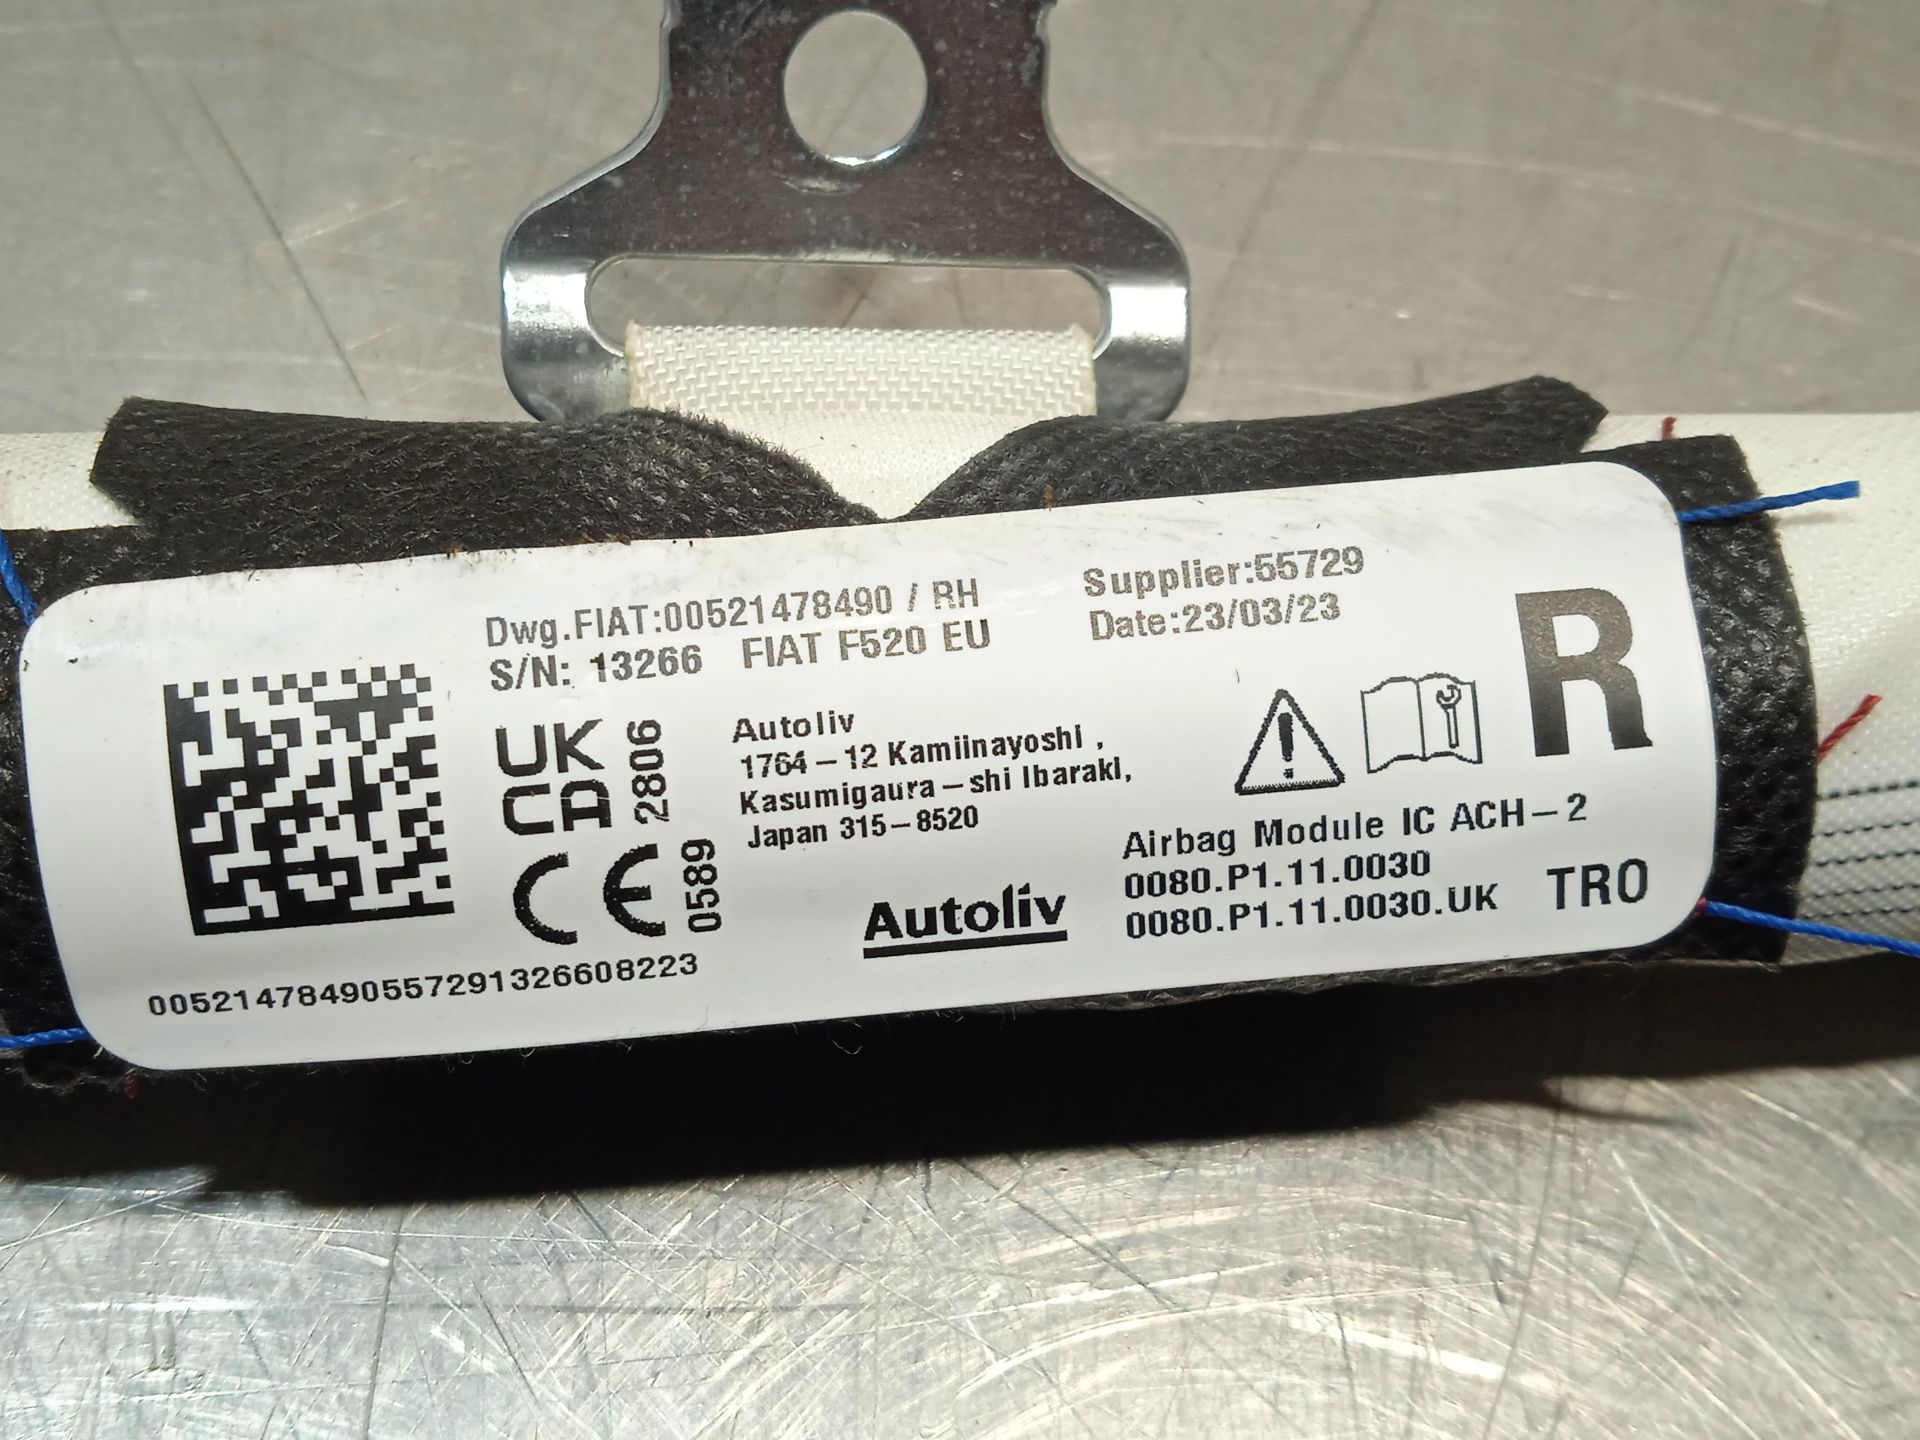 Dwg.FIAT:00521478490 / RH
S/N: 13266 FIAT F520 EU
Supplier:55729
Date:23/03/23
R
UK
CA
2806
CE
0589
Autoliv
1764-12 Kamiinayoshi ,
Kasumigaura-shi Ibaraki,
Japan 315-8520
Autoliv
Airbag Module IC ACH-2
0080.P1.11.0030
0080.P1.11.0030.UK
TRO
00521478490557291326608223